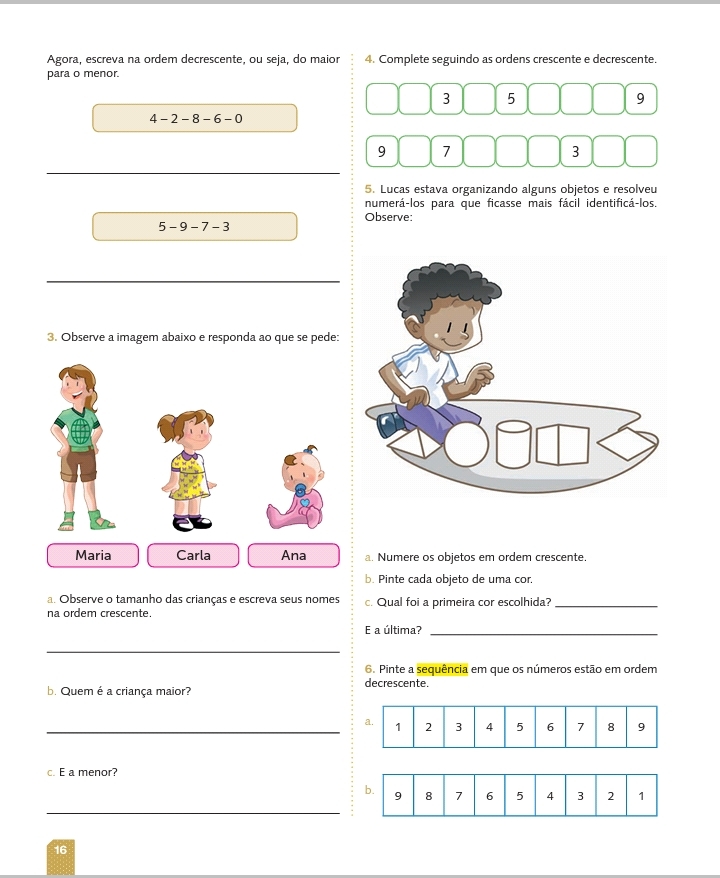 Agora, escreva na ordem decrescente, ou seja, do maior
para o menor.
4 – 2 – 8 – 6 – 0
5 – 9 – 7 – 3
3. Observe a imagem abaixo e responda ao que se pede:
Maria Carla Ana
a. Observe o tamanho das crianças e escreva seus nomes
na ordem crescente.
b. Quem é a criança maior?
c. E a menor?
16
4. Complete seguindo as ordens crescente e decrescente.
3 5 9
9 7 3
5. Lucas estava organizando alguns objetos e resolveu
numerá-los para que ficasse mais fácil identificá-los.
Observe:
a. Numere os objetos em ordem crescente.
b. Pinte cada objeto de uma cor.
c. Qual foi a primeira cor escolhida?
E a última?
6. Pinte a sequência em que os números estão em ordem
decrescente.
a. 1 2 3 4 5 6 7 8 9
b. 9 8 7 6 5 4 3 2 1